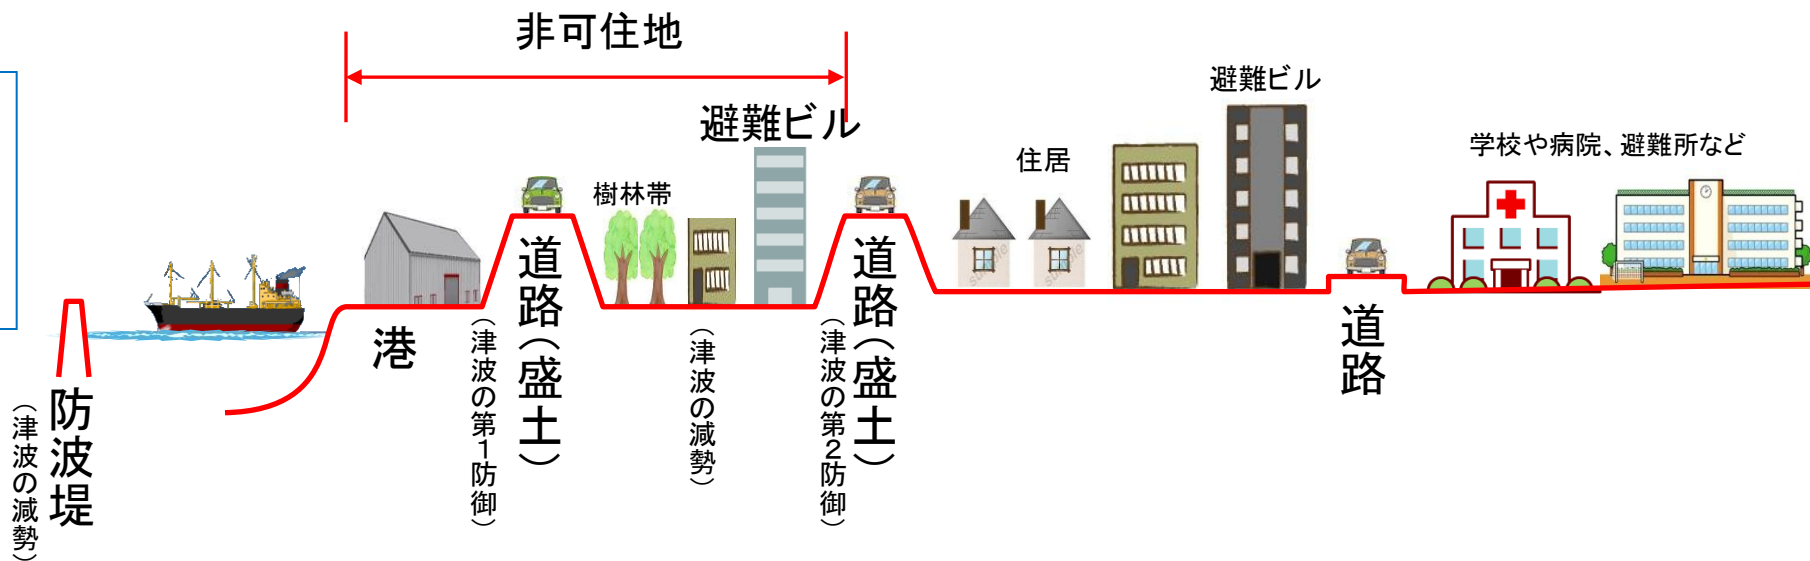 非可住地
避難ビル
避難ビル
学校や病院、避難所など
住居
樹林帯
港
道路(盛土)
(津波の第1防御)
(津波の減勢)
道路(盛土)
(津波の第2防御)
道路
防波堤
(津波の減勢)